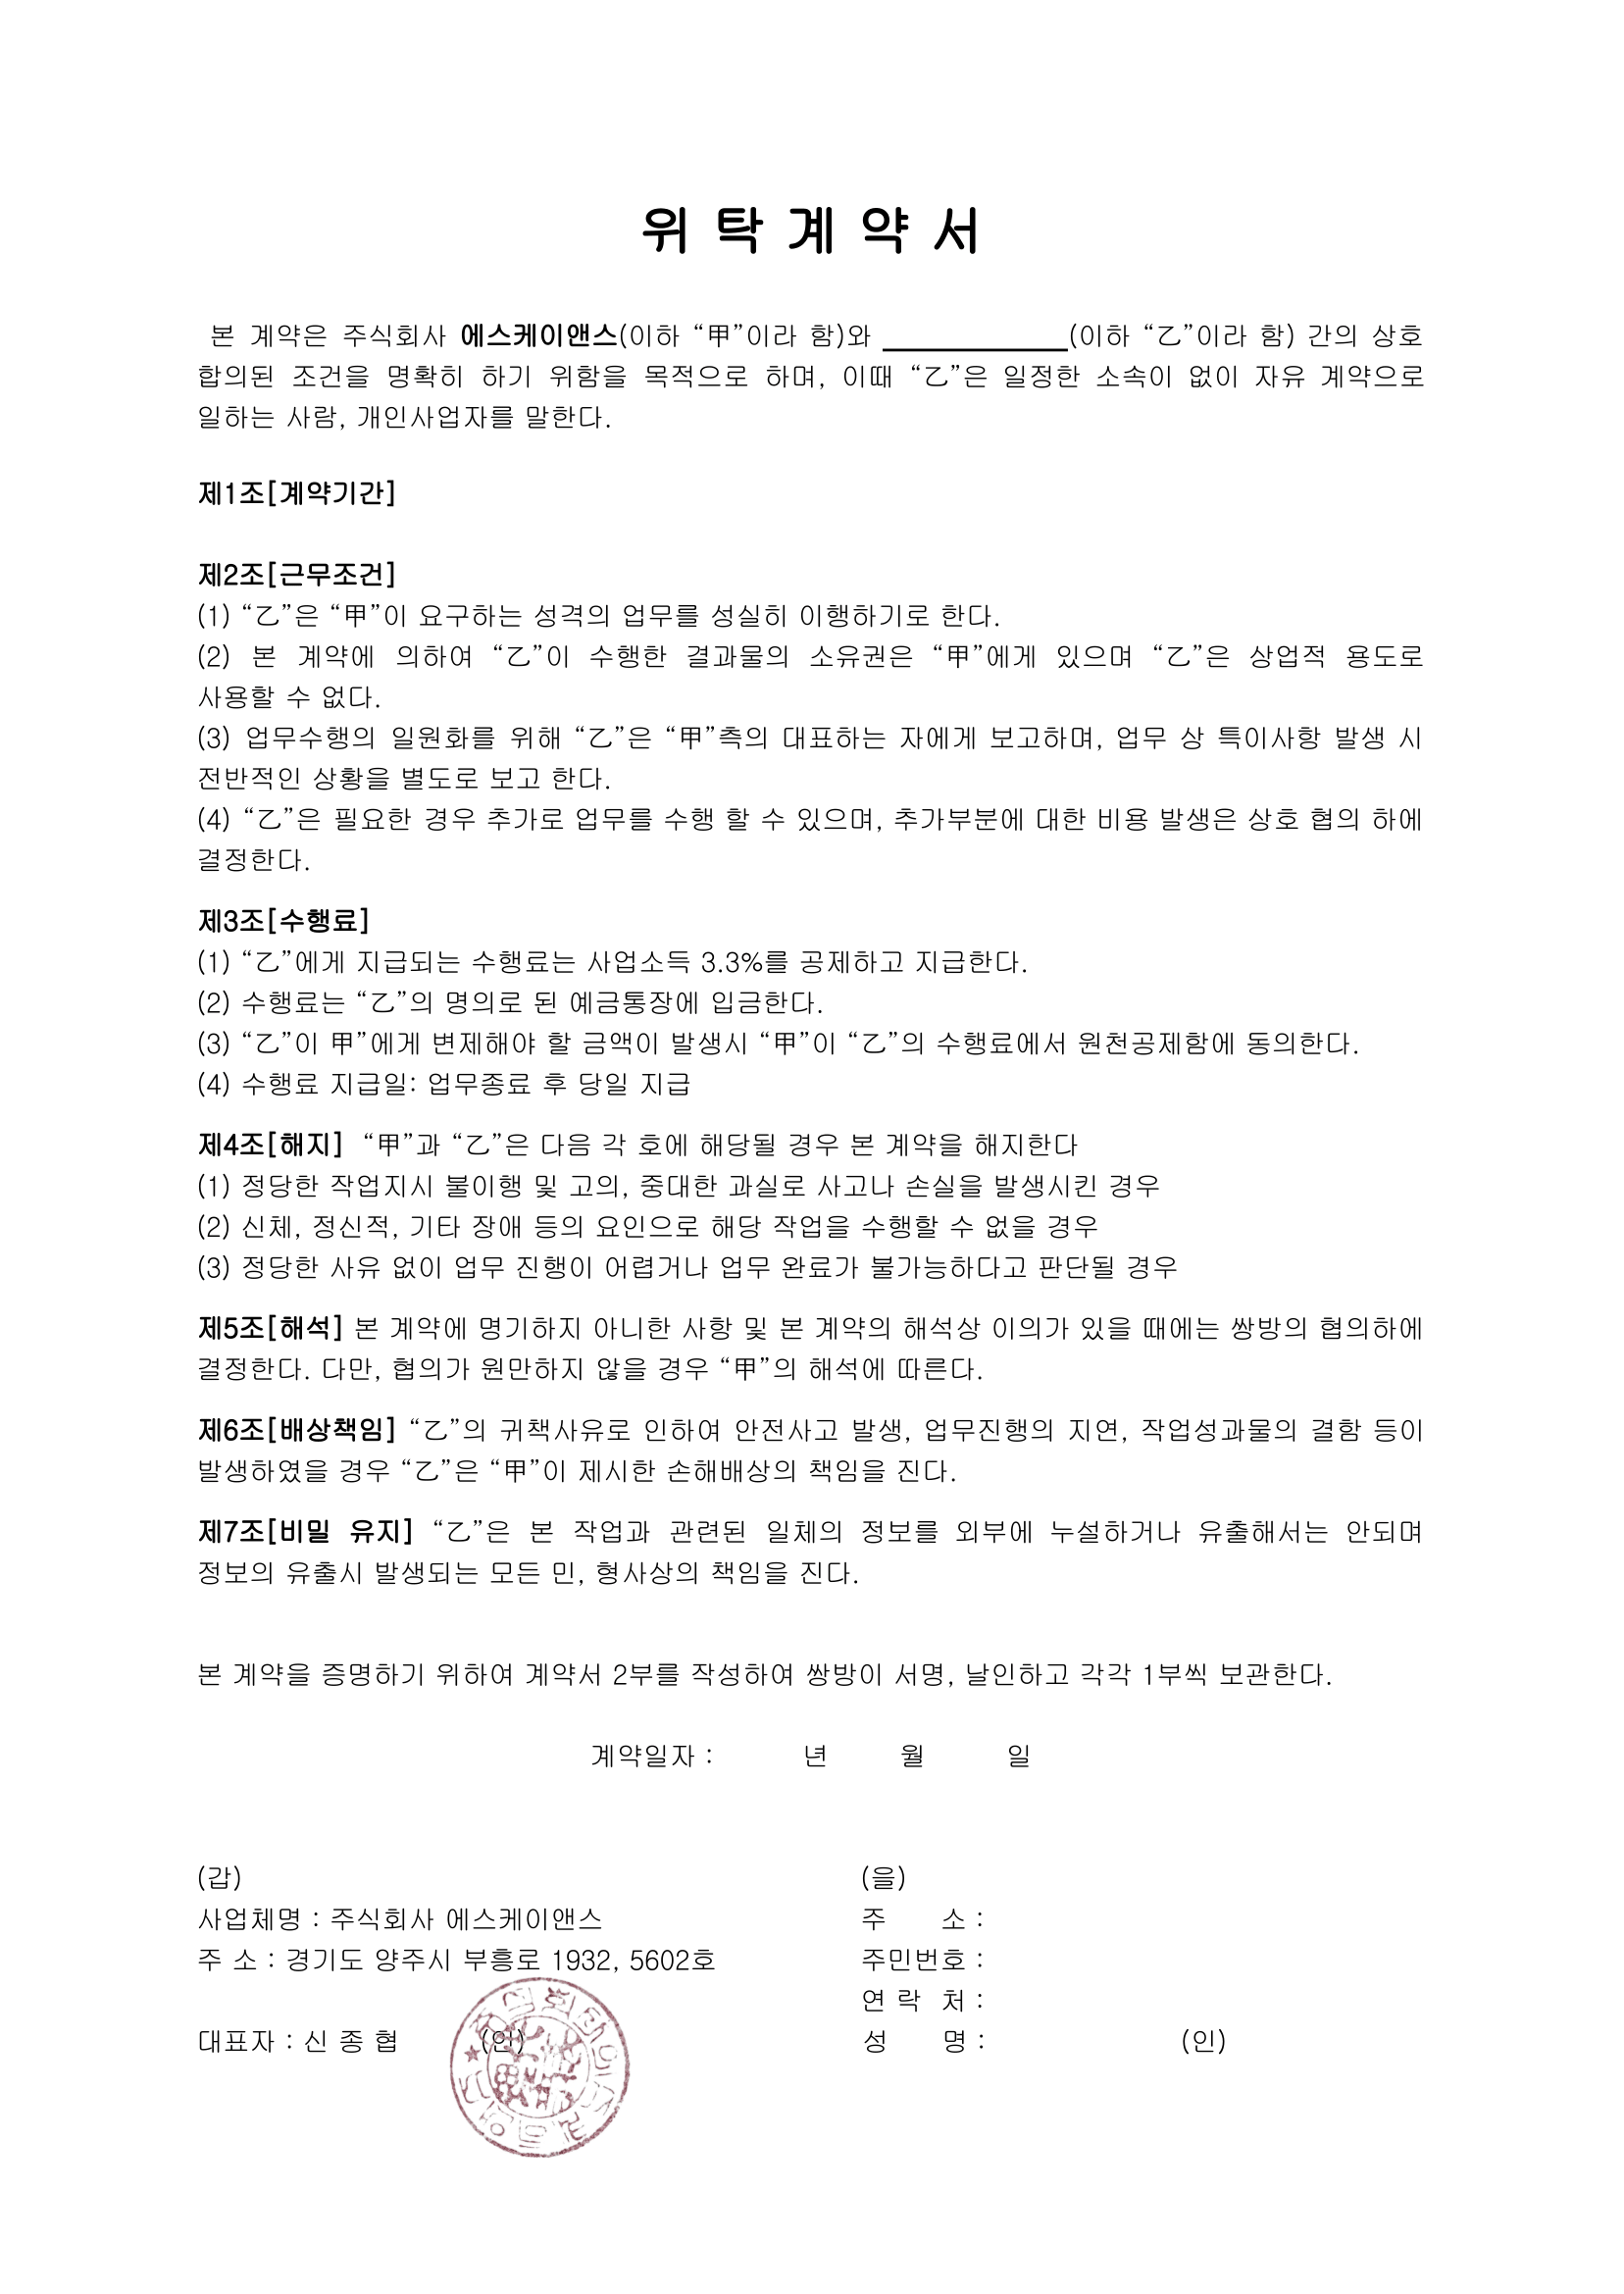 위 탁 계 약 서
본 계약은 주식회사 에스케이앤스(이하 “甲”이라 함)와 ____________(이하 “乙”이라 함) 간의 상호
합의된 조건을 명확히 하기 위함을 목적으로 하며, 이때 “乙”은 일정한 소속이 없이 자유 계약으로
일하는 사람, 개인사업자를 말한다.
제1조[계약기간]
제2조[근무조건]
(1) “乙”은 “甲”이 요구하는 성격의 업무를 성실히 이행하기로 한다.
(2) 본 계약에 의하여 “乙”이 수행한 결과물의 소유권은 “甲”에게 있으며 “乙”은 상업적 용도로
사용할 수 없다.
(3) 업무수행의 일원화를 위해 “乙”은 “甲”측의 대표하는 자에게 보고하며, 업무 상 특이사항 발생 시
전반적인 상황을 별도로 보고 한다.
(4) “乙”은 필요한 경우 추가로 업무를 수행 할 수 있으며, 추가부분에 대한 비용 발생은 상호 협의 하에
결정한다.
제3조[수행료]
(1) “乙”에게 지급되는 수행료는 사업소득 3.3%를 공제하고 지급한다.
(2) 수행료는 “乙”의 명의로 된 예금통장에 입금한다.
(3) “乙”이 甲”에게 변제해야 할 금액이 발생시 “甲”이 “乙”의 수행료에서 원천공제함에 동의한다.
(4) 수행료 지급일: 업무종료 후 당일 지급
제4조[해지] “甲”과 “乙”은 다음 각 호에 해당될 경우 본 계약을 해지한다
(1) 정당한 작업지시 불이행 및 고의, 중대한 과실로 사고나 손실을 발생시킨 경우
(2) 신체, 정신적, 기타 장애 등의 요인으로 해당 작업을 수행할 수 없을 경우
(3) 정당한 사유 없이 업무 진행이 어렵거나 업무 완료가 불가능하다고 판단될 경우
제5조[해석] 본 계약에 명기하지 아니한 사항 및 본 계약의 해석상 이의가 있을 때에는 쌍방의 협의하에
결정한다. 다만, 협의가 원만하지 않을 경우 “甲”의 해석에 따른다.
제6조[배상책임] “乙”의 귀책사유로 인하여 안전사고 발생, 업무진행의 지연, 작업성과물의 결함 등이
발생하였을 경우 “乙”은 “甲”이 제시한 손해배상의 책임을 진다.
제7조[비밀 유지] “乙”은 본 작업과 관련된 일체의 정보를 외부에 누설하거나 유출해서는 안되며
정보의 유출시 발생되는 모든 민, 형사상의 책임을 진다.
본 계약을 증명하기 위하여 계약서 2부를 작성하여 쌍방이 서명, 날인하고 각각 1부씩 보관한다.
계약일자 : 년 월 일
(갑)
사업체명 : 주식회사 에스케이앤스
주 소 : 경기도 양주시 부흥로 1932, 5602호
대표자 : 신 종 협 (인)
(을)
주 소 :
주민번호 :
연 락 처 :
성 명 : (인)